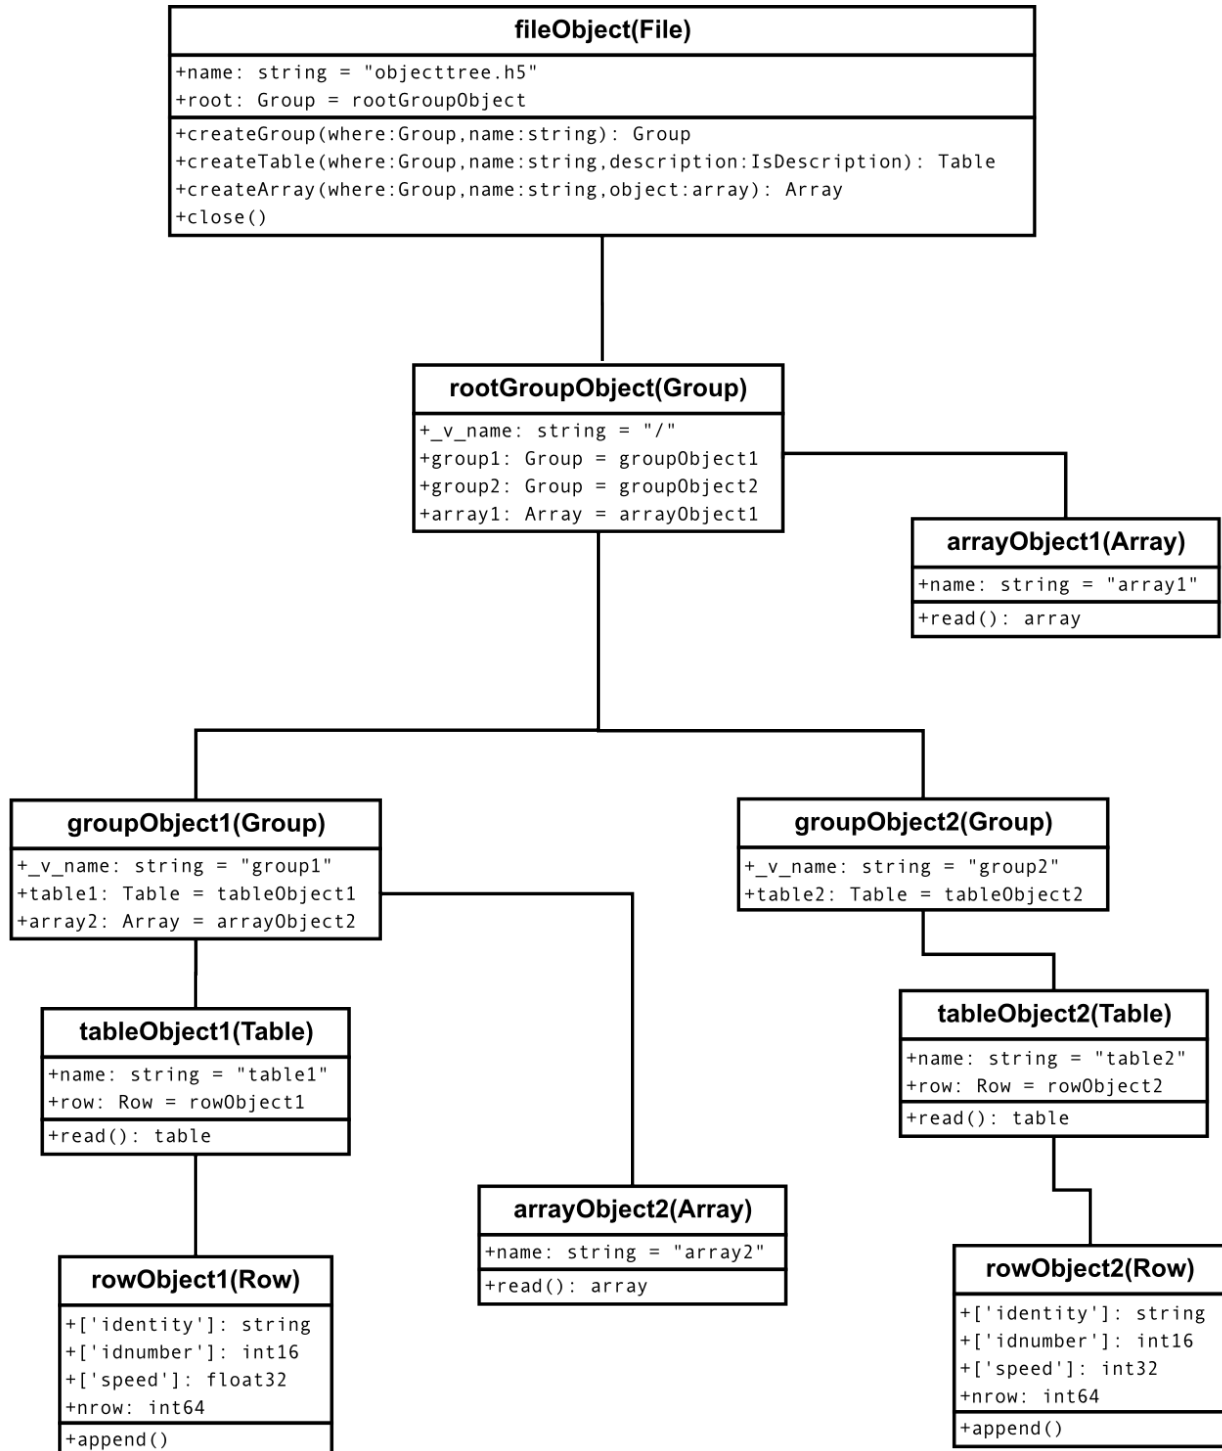 fileObject(File)
+name: string = "objecttree.h5"
+root: Group = rootGroupObject
+createGroup(where:Group,name:string): Group
+createTable(where:Group,name:string,description:IsDescription): Table
+createArray(where:Group,name:string,object:array): Array
+close()
rootGroupObject(Group)
+_v_name: string = "/"
+group1: Group = groupObject1
+group2: Group = groupObject2
+array1: Array = arrayObject1
arrayObject1(Array)
+name: string = "array1"
+read(): array
groupObject1(Group)
+_v_name: string = "group1"
+table1: Table = tableObject1
+array2: Array = arrayObject2
groupObject2(Group)
+_v_name: string = "group2"
+table2: Table = tableObject2
tableObject1(Table)
+name: string = "table1"
+row: Row = rowObject1
+read(): table
tableObject2(Table)
+name: string = "table2"
+row: Row = rowObject2
+read(): table
arrayObject2(Array)
+name: string = "array2"
+read(): array
rowObject1(Row)
+['identity']: string
+['idnumber']: int16
+['speed']: float32
+nrow: int64
+append()
rowObject2(Row)
+['identity']: string
+['idnumber']: int16
+['speed']: int32
+nrow: int64
+append()